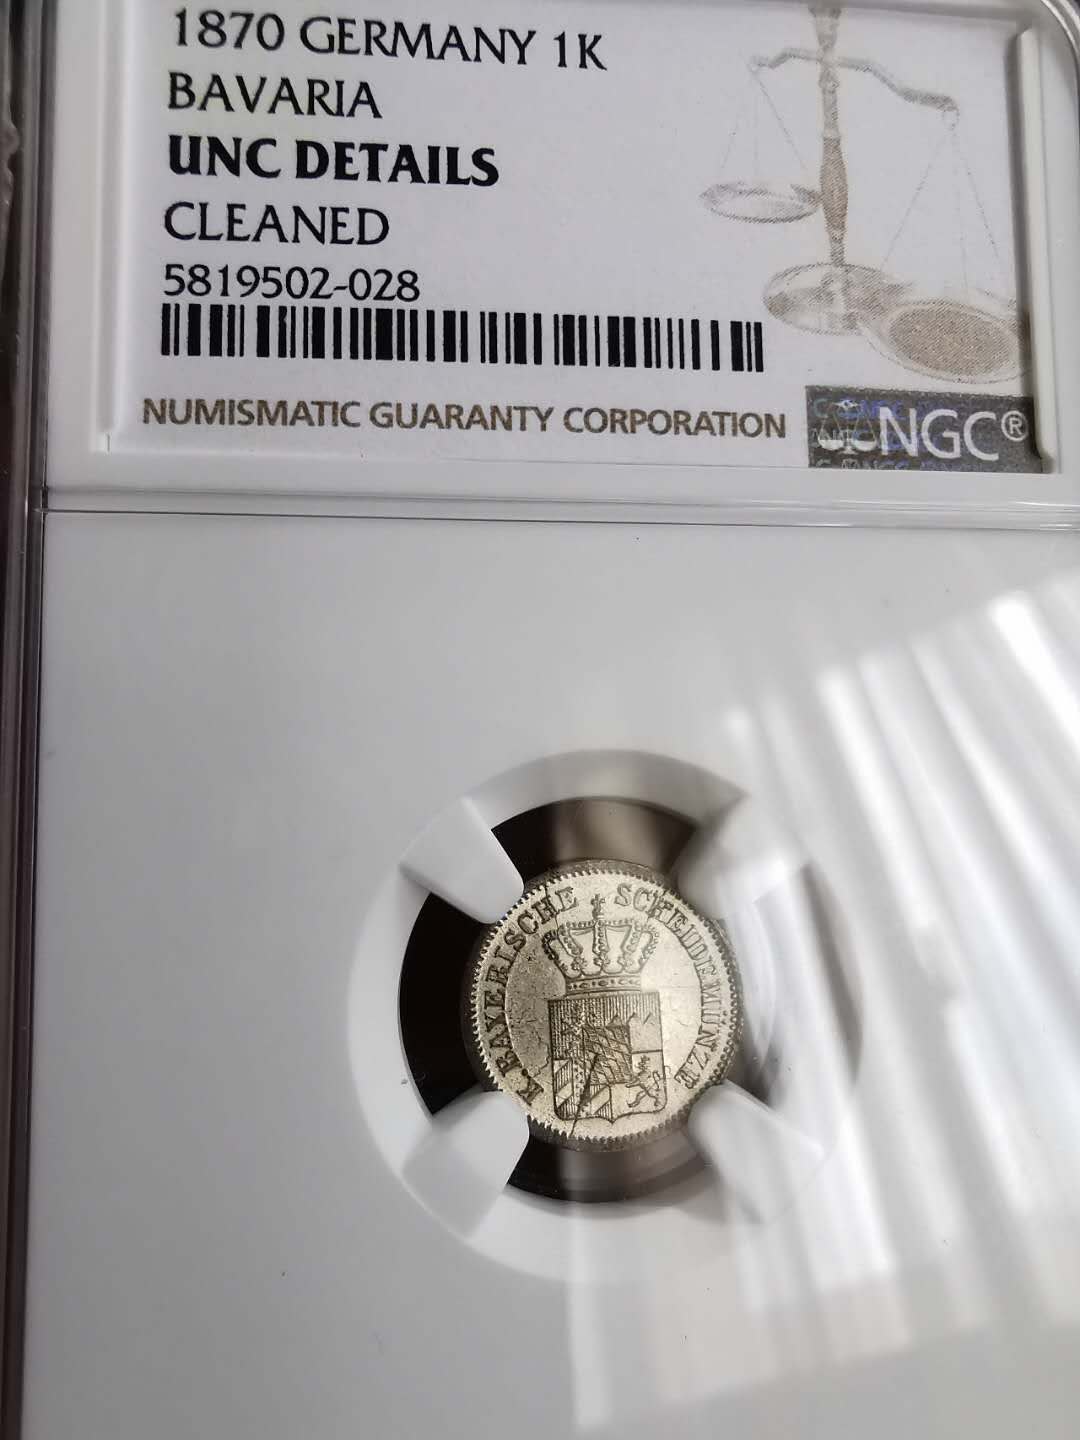 1870 GERMANY 1K
BAVARIA
UNC DETAILS
CLEANED
5819502-028
NUMISMATIC GUARANTY CORPORATION
NGC®
K. BAYERISCHE SCHEIDEMÜNZE